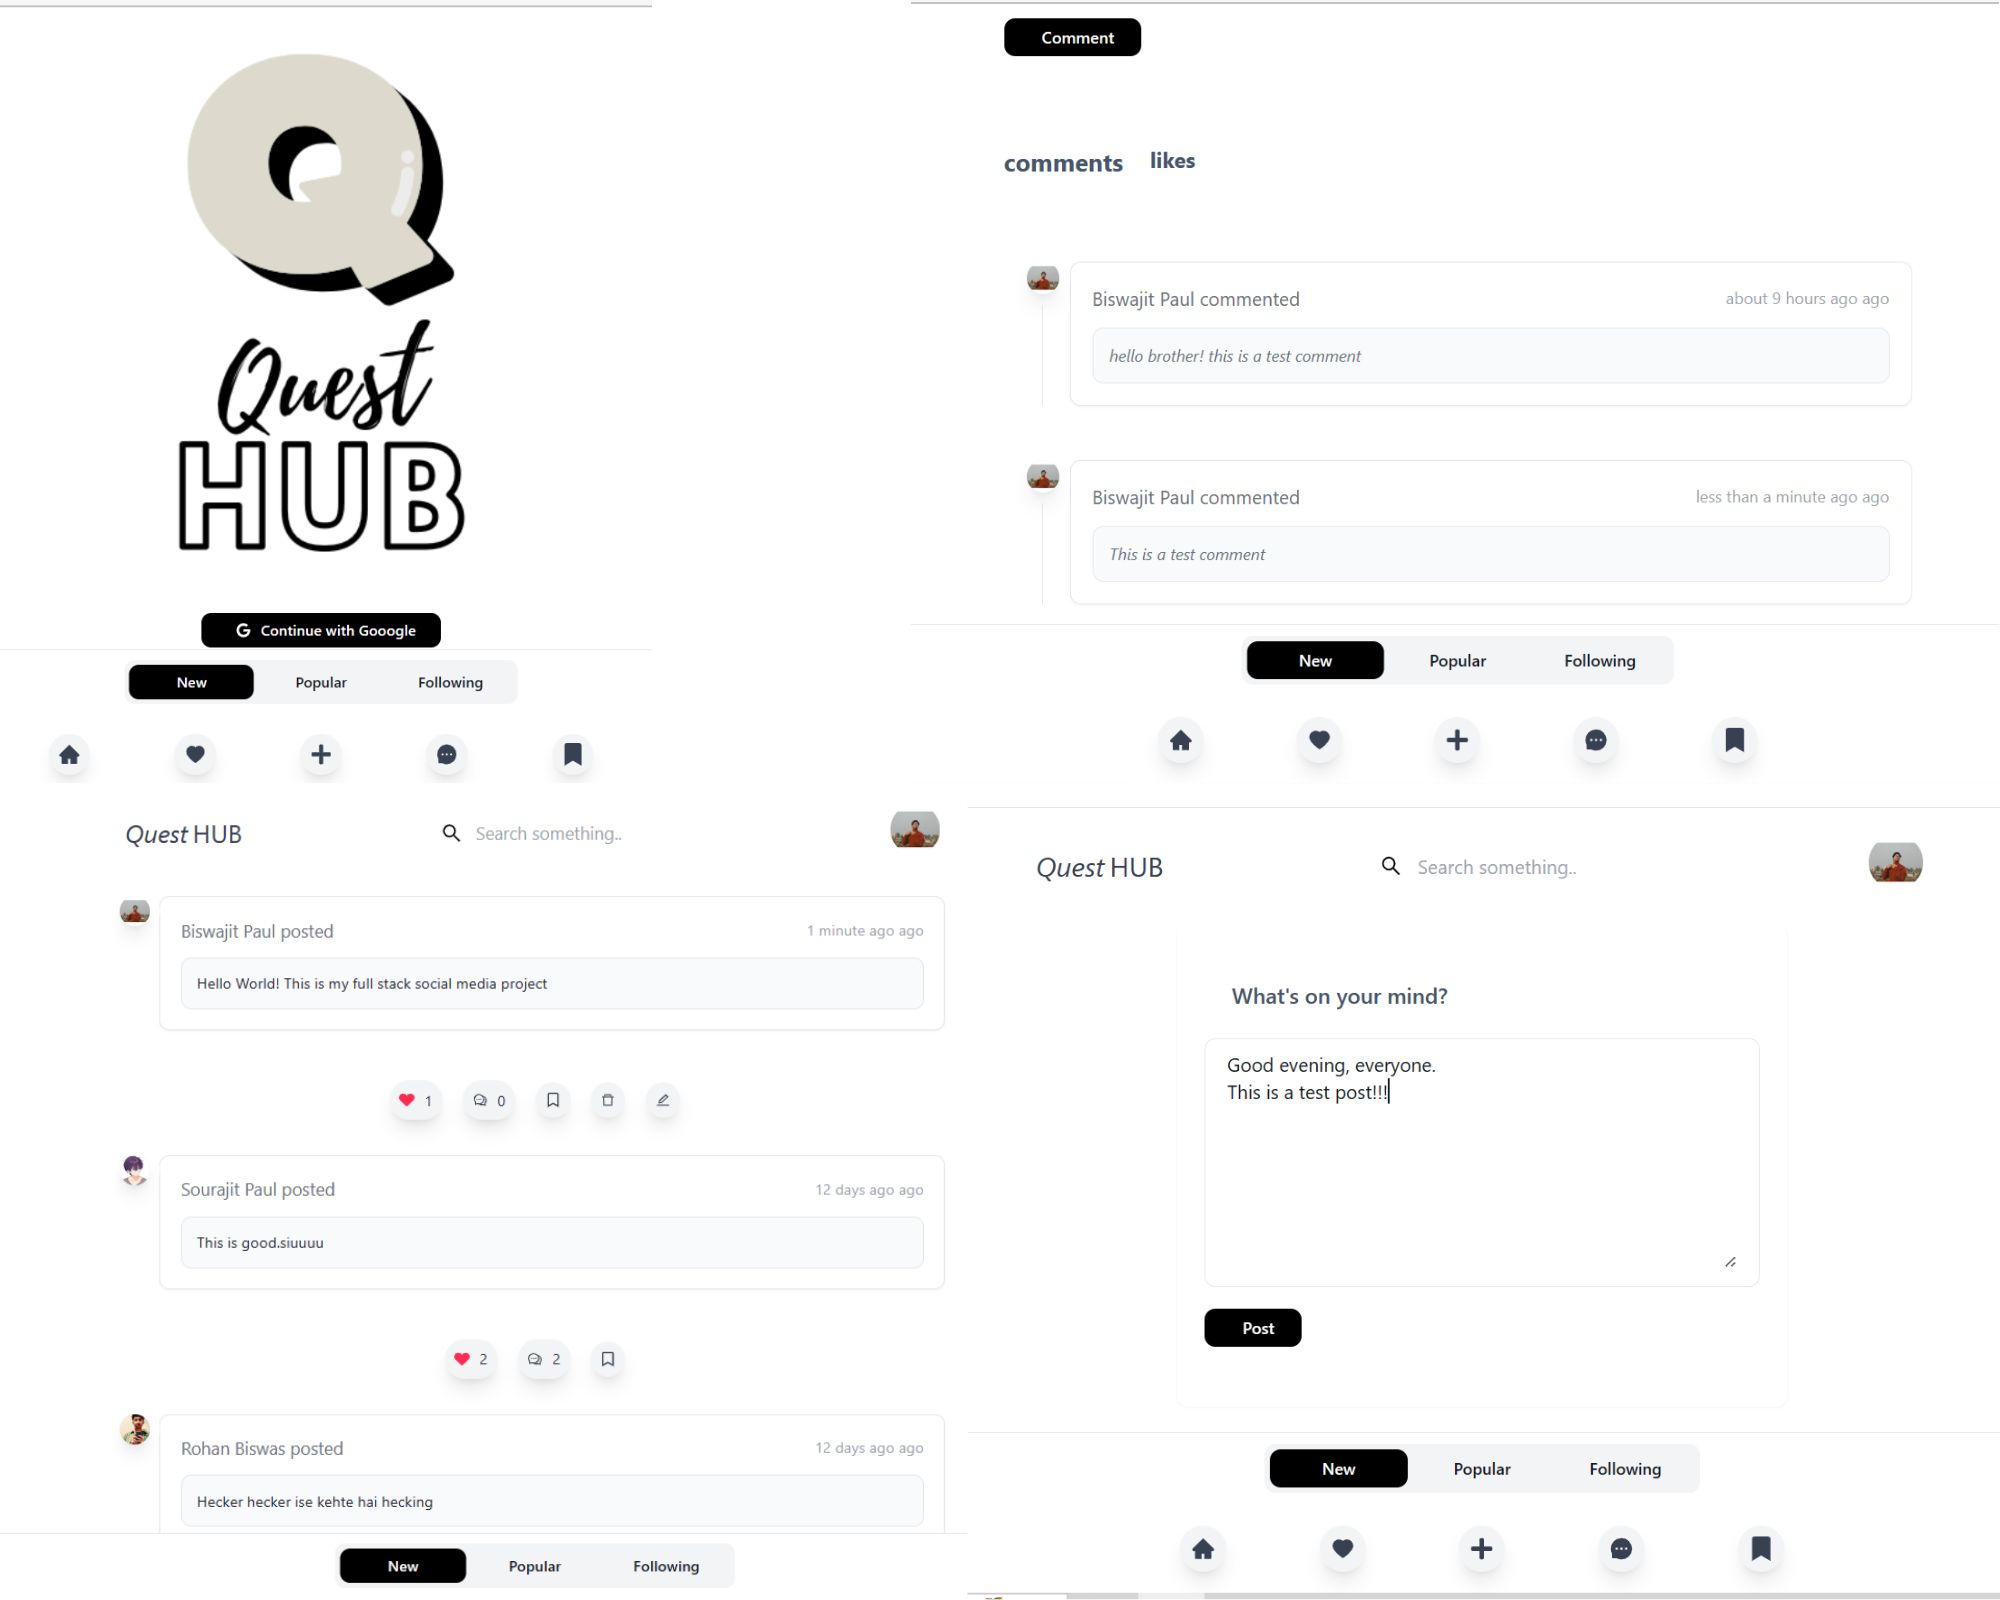 Quest
HUB
Continue with Gooogle
New Popular Following
Comment
comments likes
Biswajit Paul commented about 9 hours ago ago
hello brother! this is a test comment
Biswajit Paul commented less than a minute ago ago
This is a test comment
New Popular Following
Quest HUB Search something..
Biswajit Paul posted 1 minute ago ago
Hello World! This is my full stack social media project
1 0
Sourajit Paul posted 12 days ago ago
This is good.siuuuu
2 2
Rohan Biswas posted 12 days ago ago
Hecker hecker ise kehte hai hecking
New Popular Following
Quest HUB Search something..
What's on your mind?
Good evening, everyone.
This is a test post!!!
Post
New Popular Following